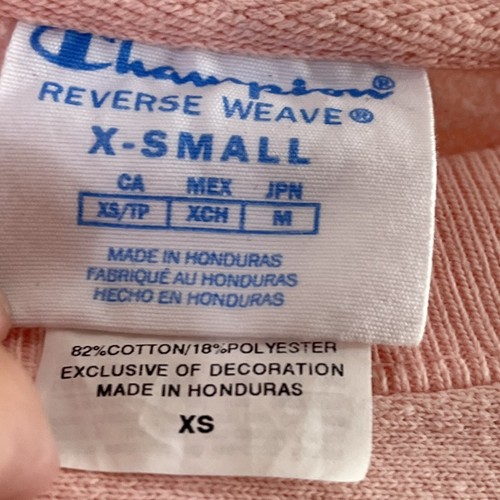 Champion®
REVERSE WEAVE®
X-SMALL
CA MEX JPN
XS/TP XCH M
MADE IN HONDURAS
FABRIQUÉ AU HONDURAS
HECHO EN HONDURAS
82%COTTON/18%POLYESTER
EXCLUSIVE OF DECORATION
MADE IN HONDURAS
XS